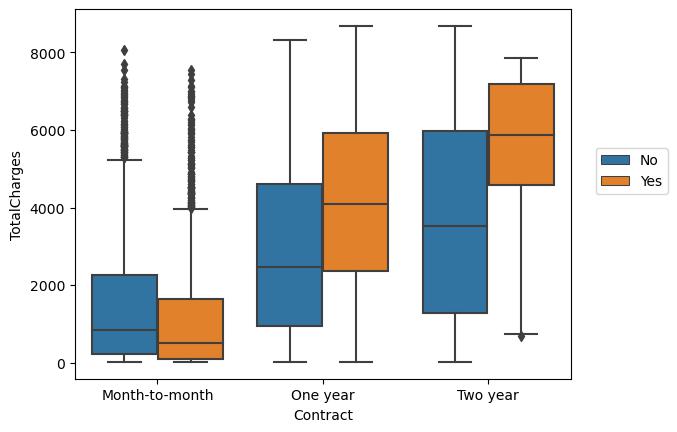 8000
6000
4000
2000
0
TotalCharges
Month-to-month
One year
Two year
Contract
No
Yes